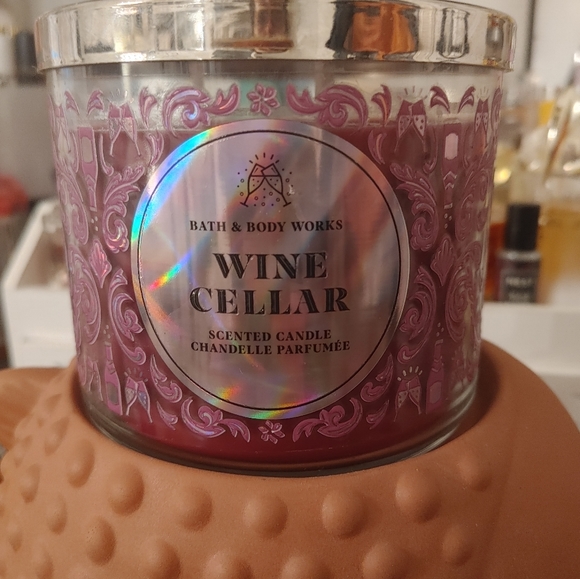 BATH & BODY WORKS
WINE
CELLAR
SCENTED CANDLE
CHANDELLE PARFUMÉE